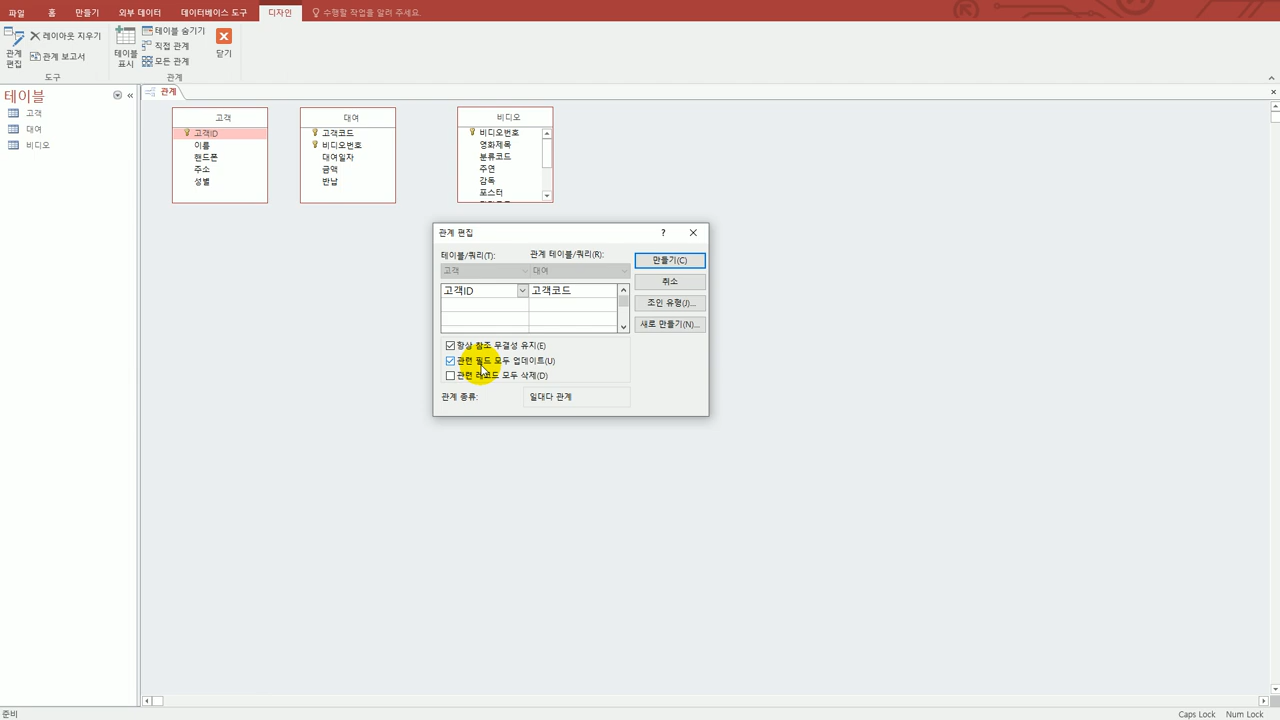 파일 홈 만들기 외부 데이터 데이터베이스 도구 디자인 수행할 작업을 알려 주세요.
관계 편집
레이아웃 지우기
관계 보고서
도구
테이블 표시
테이블 숨기기
직접 관계
모든 관계
관계
닫기
테이블
고객
대여
비디오
관계
고객
고객ID
이름
핸드폰
주소
성별
대여
고객코드
비디오번호
대여일자
금액
반납
비디오
비디오번호
영화제목
분류코드
주연
감독
포스터
관계 편집
테이블/쿼리(T): 관계 테이블/쿼리(R):
고객 대여
고객ID 고객코드
항상 참조 무결성 유지(E)
관련 필드 모두 업데이트(U)
관련 레코드 모두 삭제(D)
관계 종류: 일대다 관계
만들기(C)
취소
조인 유형(J)...
새로 만들기(N)...
준비 Caps Lock Num Lock